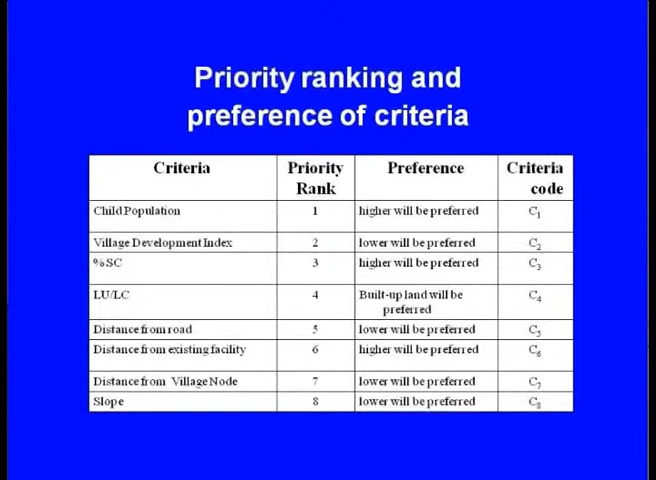 Priority ranking and
preference of criteria
Criteria Priority Rank Preference Criteria code
Child Population 1 higher will be preferred C1
Village Development Index 2 lower will be preferred C2
%SC 3 higher will be preferred C3
LU/LC 4 Built-up land will be preferred C4
Distance from road 5 lower will be preferred C5
Distance from existing facility 6 higher will be preferred C6
Distance from Village Node 7 lower will be preferred C7
Slope 8 lower will be preferred C8